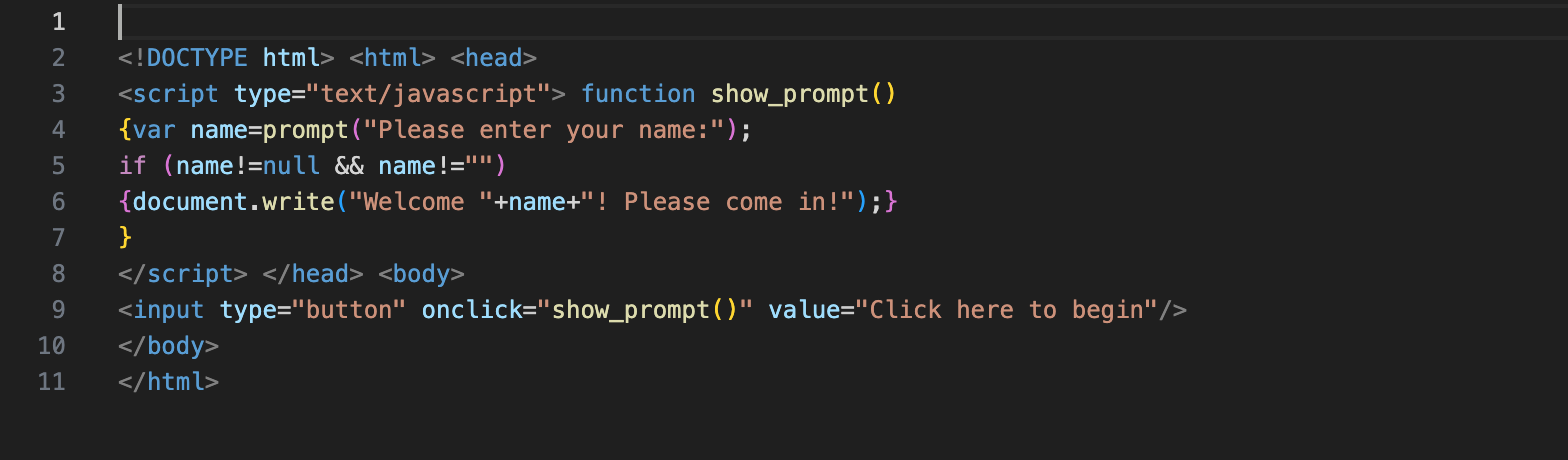 1
2 <!DOCTYPE html> <html> <head>
3 <script type="text/javascript"> function show_prompt()
4 {var name=prompt("Please enter your name:");
5 if (name!=null && name!="")
6 {document.write("Welcome "+name+"! Please come in!");}
7 }
8 </script> </head> <body>
9 <input type="button" onclick="show_prompt()" value="Click here to begin"/>
10 </body>
11 </html>